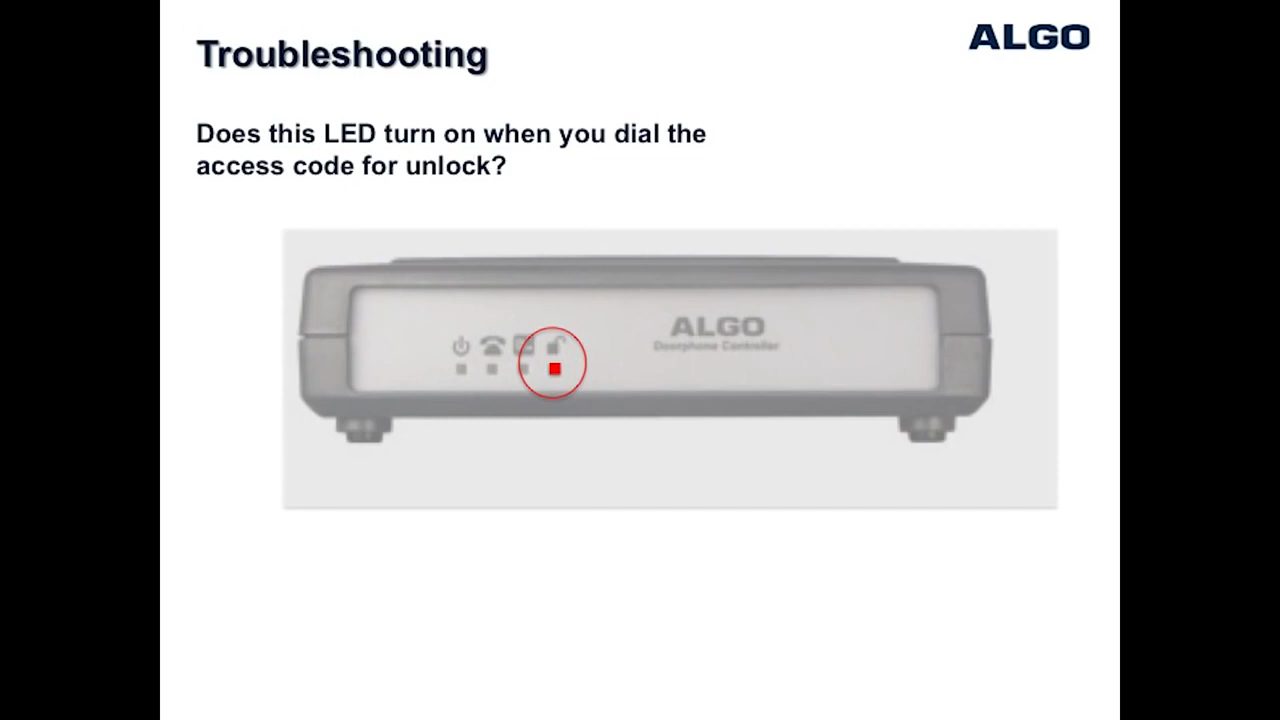 ALGO
Troubleshooting
Does this LED turn on when you dial the
access code for unlock?
ALGO
Doorphone Controller